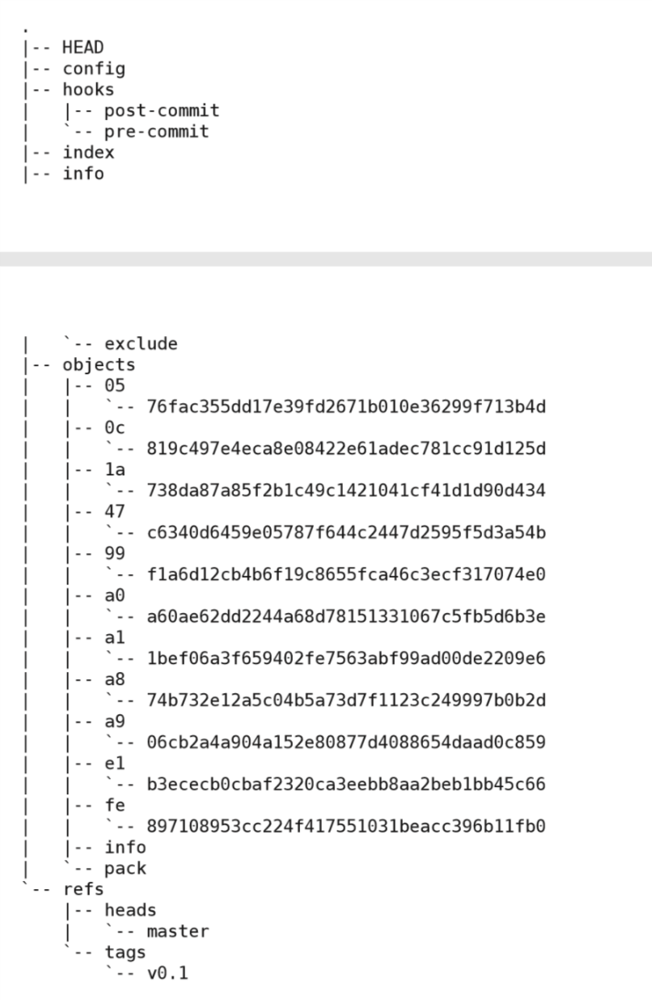 .
|-- HEAD
|-- config
|-- hooks
|   |-- post-commit
|   `-- pre-commit
|-- index
|-- info
|   `-- exclude
|-- objects
|   |-- 05
|   |   `-- 76fac355dd17e39fd2671b010e36299f713b4d
|   |-- 0c
|   |   `-- 819c497e4eca8e08422e61adec781cc91d125d
|   |-- 1a
|   |   `-- 738da87a85f2b1c49c1421041cf41d1d90d434
|   |-- 47
|   |   `-- c6340d6459e05787f644c2447d2595f5d3a54b
|   |-- 99
|   |   `-- f1a6d12cb4b6f19c8655fca46c3ecf317074e0
|   |-- a0
|   |   `-- a60ae62dd2244a68d78151331067c5fb5d6b3e
|   |-- a1
|   |   `-- 1bef06a3f659402fe7563abf99ad00de2209e6
|   |-- a8
|   |   `-- 74b732e12a5c04b5a73d7f1123c249997b0b2d
|   |-- a9
|   |   `-- 06cb2a4a904a152e80877d4088654daad0c859
|   |-- e1
|   |   `-- b3ececb0cbaf2320ca3eebb8aa2beb1bb45c66
|   |-- fe
|   |   `-- 897108953cc224f417551031beacc396b11fb0
|   |-- info
|   `-- pack
`-- refs
    |-- heads
    |   `-- master
    `-- tags
        `-- v0.1